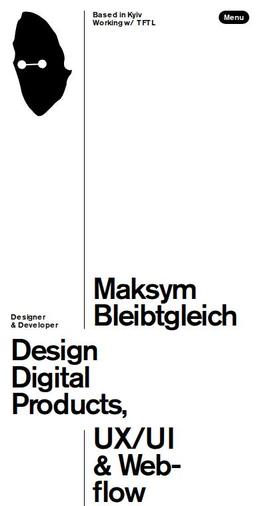 Based in Kyiv
Working w/ TFTL
Menu
Maksym
Bleibtgleich
Designer
& Developer
Design
Digital
Products,
UX/UI
& Web-
flow